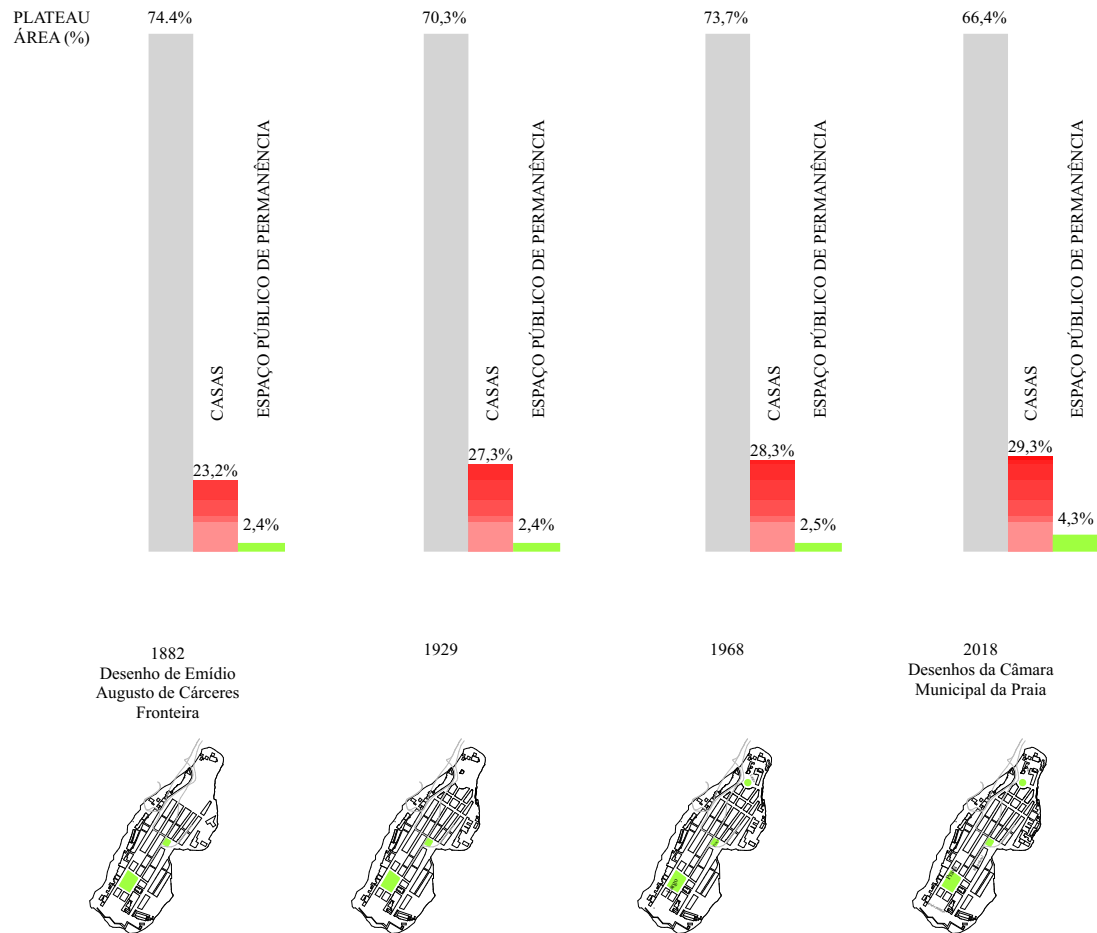 PLATEAU
ÁREA (%)
74.4%
70,3%
73,7%
66,4%
ESPAÇO PÚBLICO DE PERMANÊNCIA
ESPAÇO PÚBLICO DE PERMANÊNCIA
ESPAÇO PÚBLICO DE PERMANÊNCIA
ESPAÇO PÚBLICO DE PERMANÊNCIA
CASAS
CASAS
CASAS
CASAS
23,2%
2,4%
27,3%
2,4%
28,3%
2,5%
29,3%
4,3%
1882
Desenho de Emídio
Augusto de Cárceres
Fronteira
1929
1968
2018
Desenhos da Câmara
Municipal da Praia